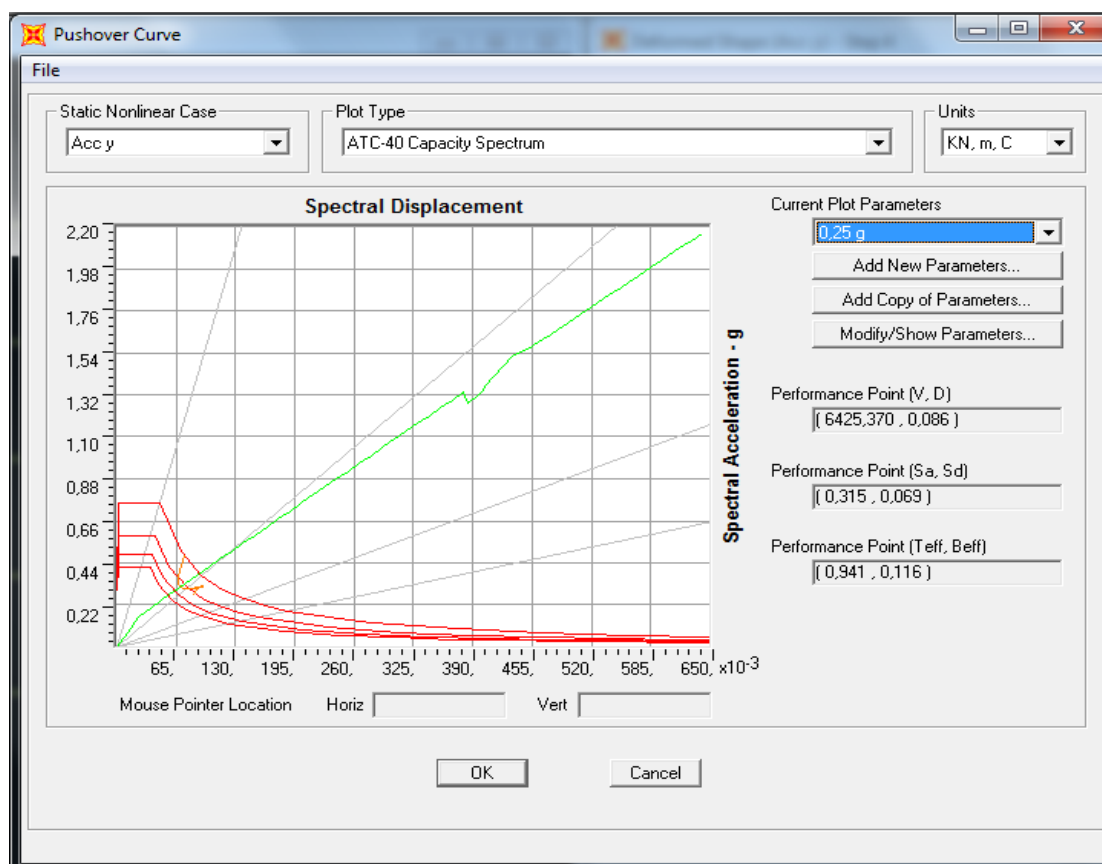 Pushover Curve
File
Static Nonlinear Case
Acc y
Plot Type
ATC-40 Capacity Spectrum
Units
KN, m, C
Spectral Displacement
2,20
1,98
1,76
1,54
1,32
1,10
0,88
0,66
0,44
0,22
65, 130, 195, 260, 325, 390, 455, 520, 585, 650, x10-3
Spectral Acceleration - g
Mouse Pointer Location Horiz Vert
Current Plot Parameters
0,25 g
Add New Parameters...
Add Copy of Parameters...
Modify/Show Parameters...
Performance Point (V, D)
( 6425,370 , 0,086 )
Performance Point (Sa, Sd)
( 0,315 , 0,069 )
Performance Point (Teff, Beff)
( 0,941 , 0,116 )
OK Cancel